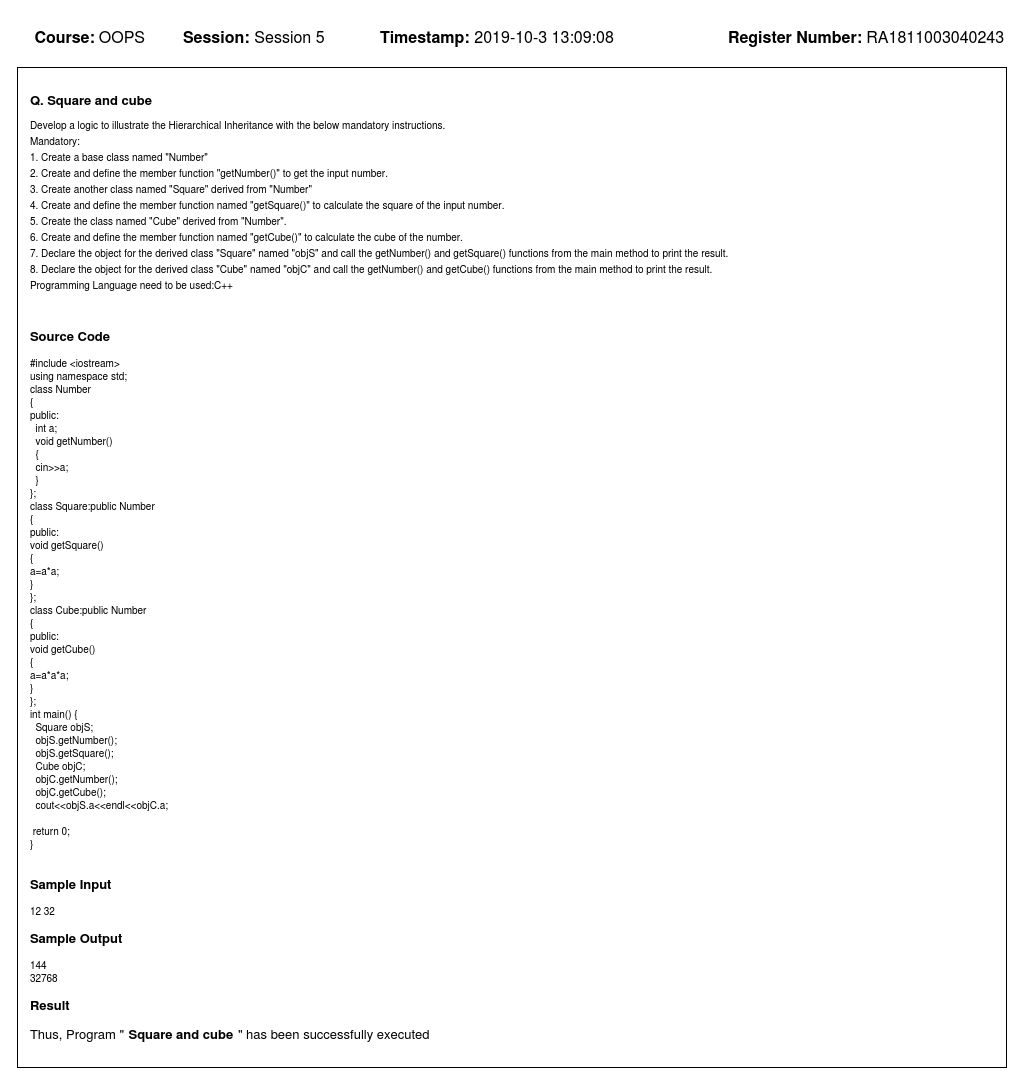 Course: OOPS Session: Session 5 Timestamp: 2019-10-3 13:09:08 Register Number: RA1811003040243
Q. Square and cube
Develop a logic to illustrate the Hierarchical Inheritance with the below mandatory instructions.
Mandatory:
1. Create a base class named "Number"
2. Create and define the member function "getNumber()" to get the input number.
3. Create another class named "Square" derived from "Number"
4. Create and define the member function named "getSquare()" to calculate the square of the input number.
5. Create the class named "Cube" derived from "Number".
6. Create and define the member function named "getCube()" to calculate the cube of the number.
7. Declare the object for the derived class "Square" named "objS" and call the getNumber() and getSquare() functions from the main method to print the result.
8. Declare the object for the derived class "Cube" named "objC" and call the getNumber() and getCube() functions from the main method to print the result.
Programming Language need to be used:C++
Source Code
#include <iostream>
using namespace std;
class Number
{
public:
  int a;
  void getNumber()
  {
  cin>>a;
  }
};
class Square:public Number
{
public:
void getSquare()
{
a=a*a;
}
};
class Cube:public Number
{
public:
void getCube()
{
a=a*a*a;
}
};
int main() {
  Square objS;
  objS.getNumber();
  objS.getSquare();
  Cube objC;
  objC.getNumber();
  objC.getCube();
  cout<<objS.a<<endl<<objC.a;
 return 0;
}
Sample Input
12 32
Sample Output
144
32768
Result
Thus, Program " Square and cube " has been successfully executed